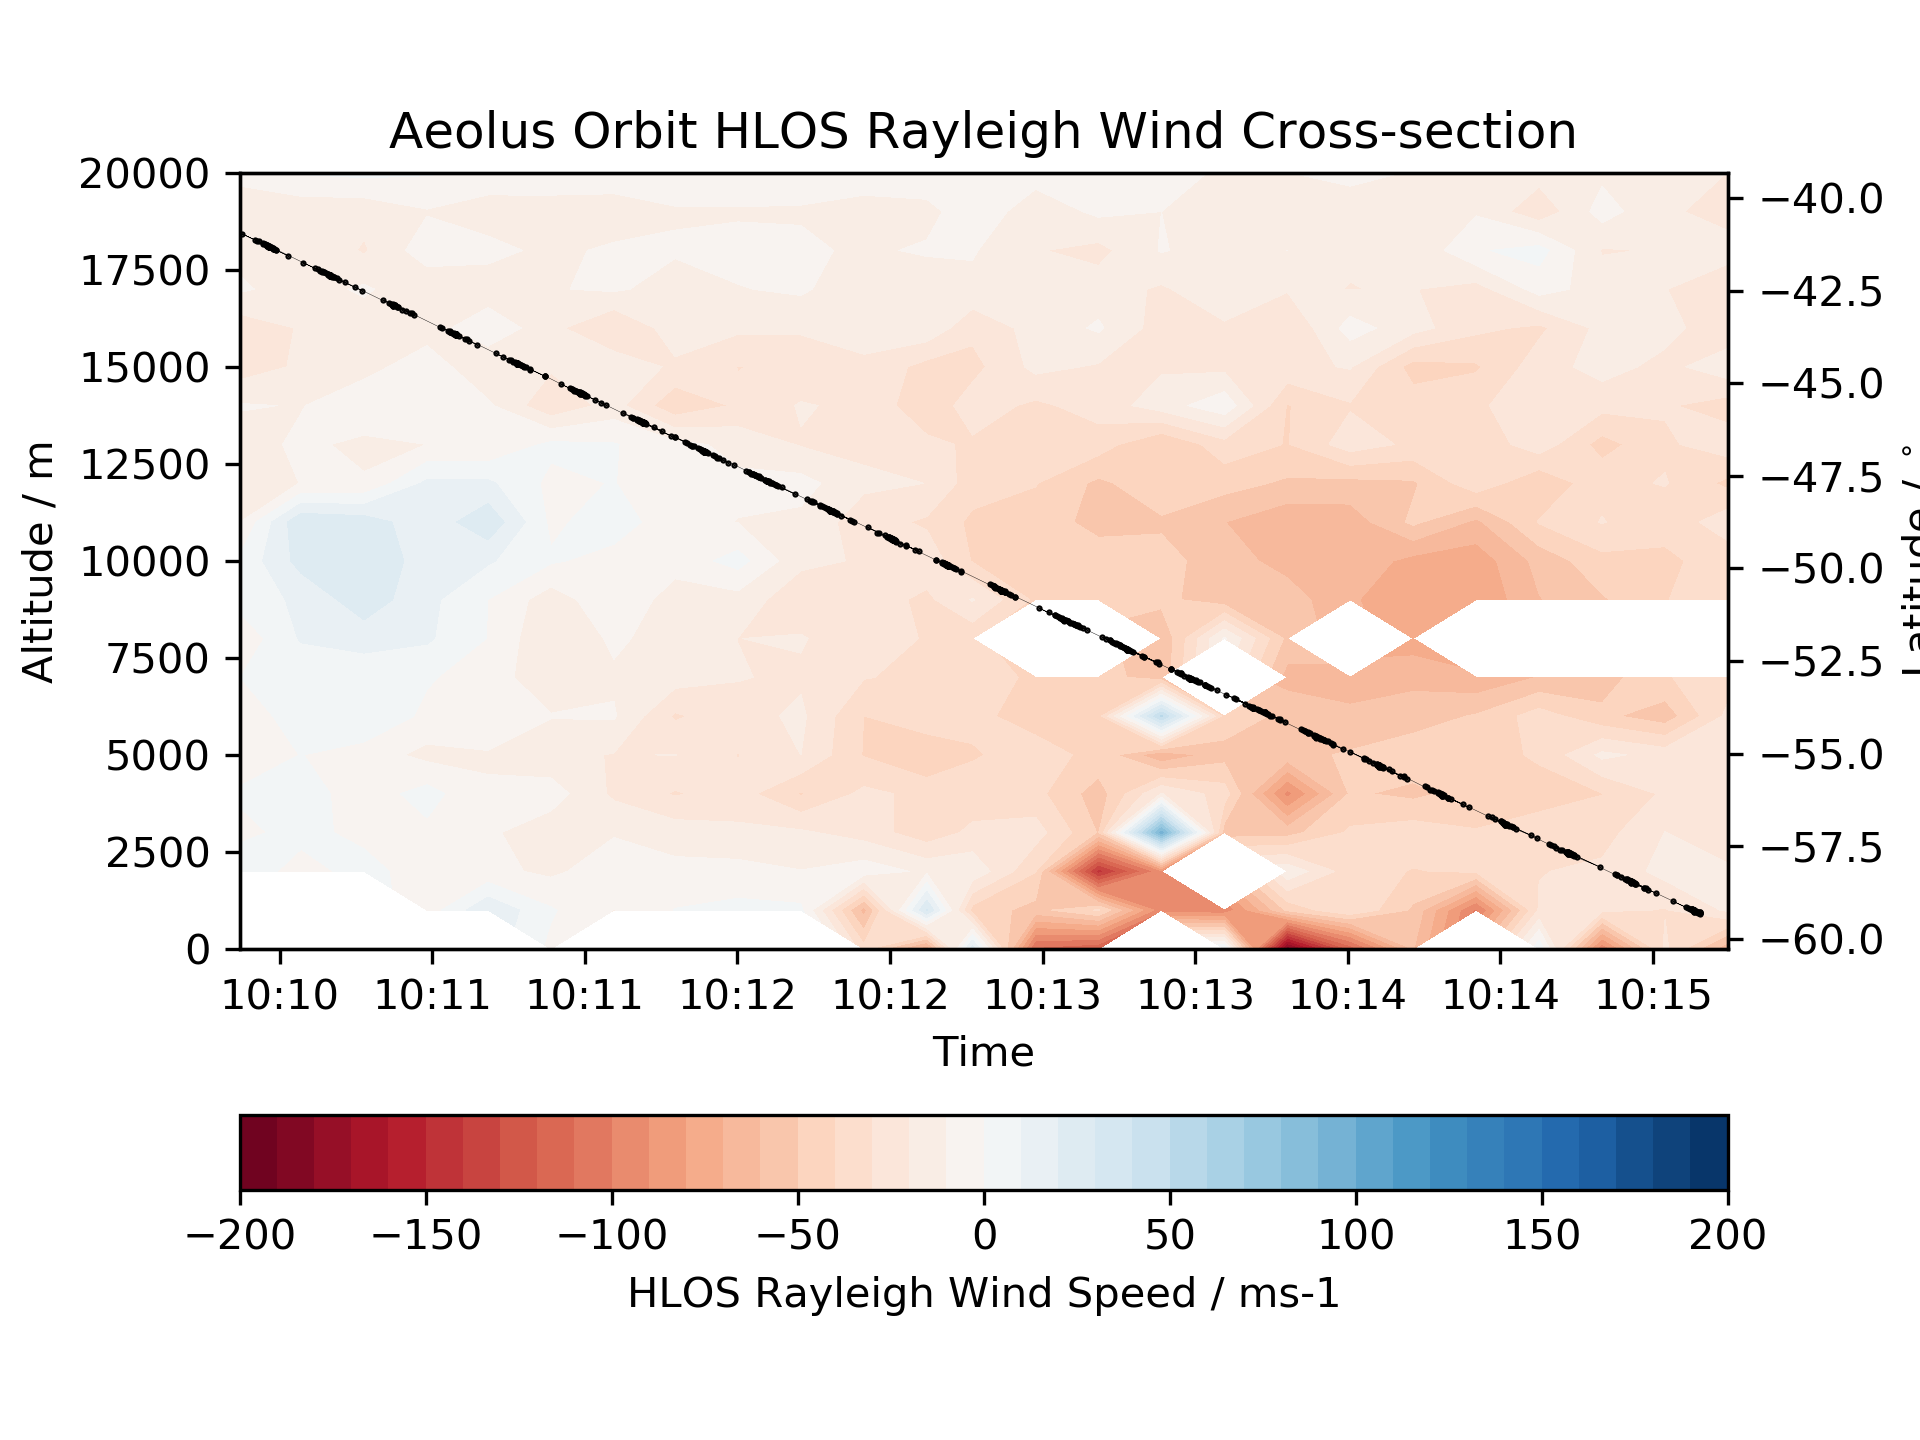 Aeolus Orbit HLOS Rayleigh Wind Cross-section
20000
17500
15000
12500
10000
7500
5000
2500
0
Altitude / m
−40.0
−42.5
−45.0
−47.5
−50.0
−52.5
−55.0
−57.5
−60.0
Latitude / °
10:10 10:11 10:11 10:12 10:12 10:13 10:13 10:14 10:14 10:15
Time
−200 −150 −100 −50 0 50 100 150 200
HLOS Rayleigh Wind Speed / ms-1